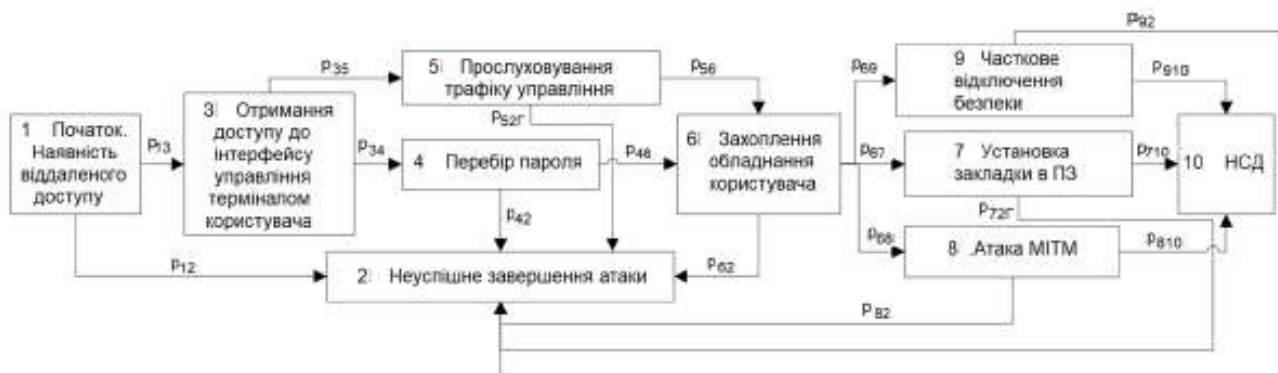 P92
P35
5 Прослуховування
трафіку управління
P56
P69
9 Часткове
відключення
безпеки
P910
1 Початок.
Наявність
віддаленого
доступу
P13
3 Отримання
доступу до
інтерфейсу
управління
терміналом
користувача
P34
P52г
4 Перебір пароля
P46
6 Захоплення
обладнання
користувача
P67
7 Установка
закладки в ПЗ
P710
10 НСД
P42
P72г
P68
8 .Атака МІТМ
P810
P12
2 Неуспішне завершення атаки
P62
P82